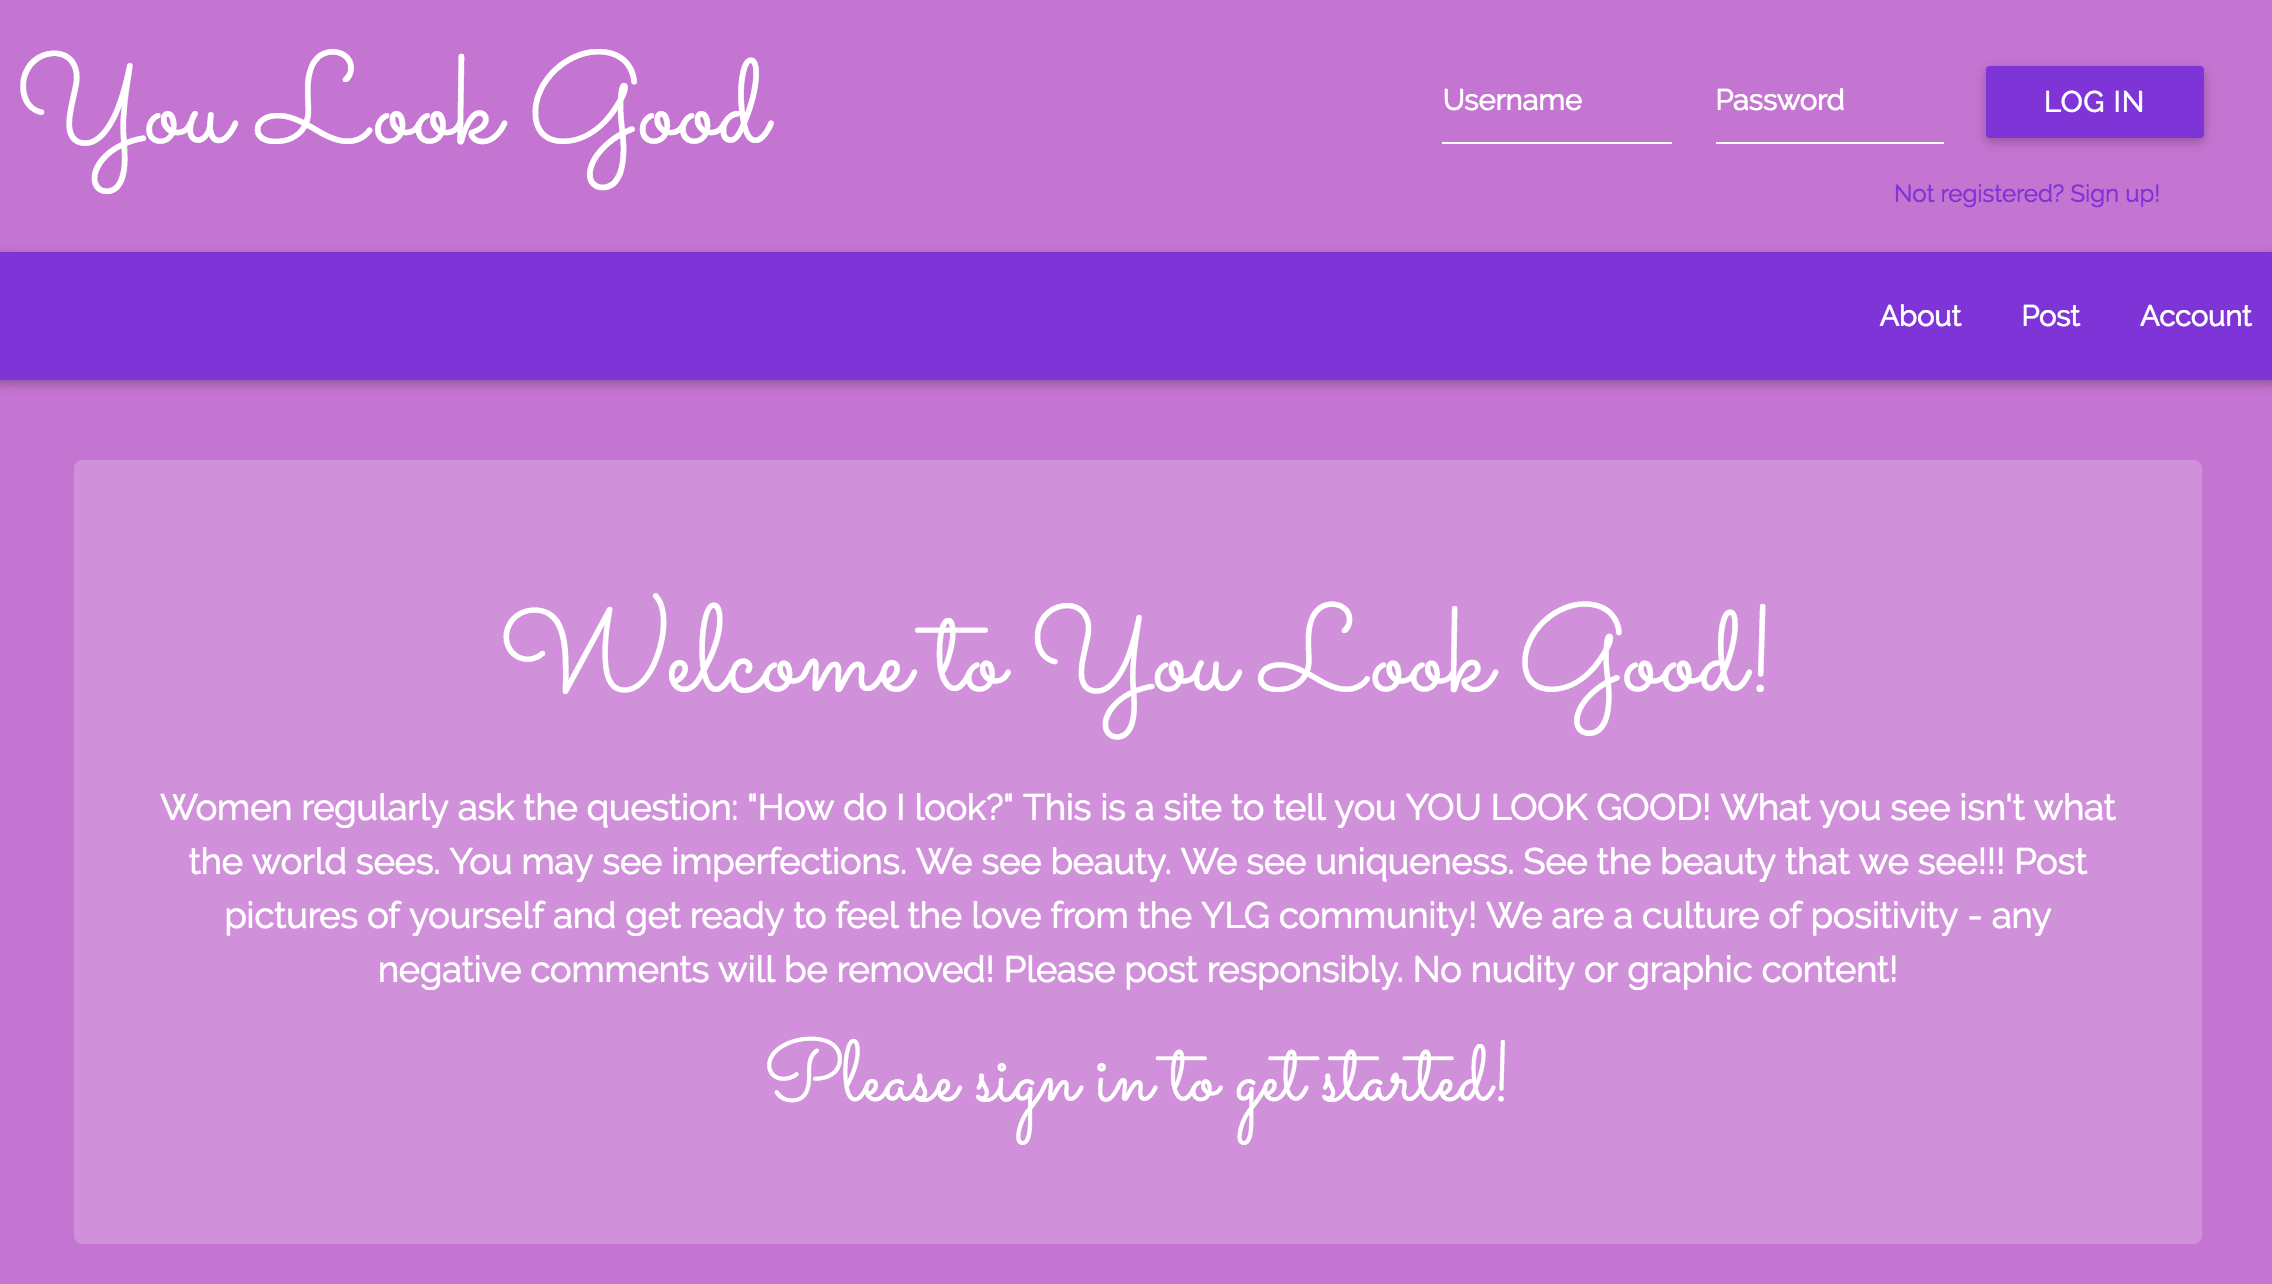 You Look Good
Username
Password
LOG IN
Not registered? Sign up!
About
Post
Account
Welcome to You Look Good!
Women regularly ask the question: "How do I look?" This is a site to tell you YOU LOOK GOOD! What you see isn't what
the world sees. You may see imperfections. We see beauty. We see uniqueness. See the beauty that we see!!! Post
pictures of yourself and get ready to feel the love from the YLG community! We are a culture of positivity - any
negative comments will be removed! Please post responsibly. No nudity or graphic content!
Please sign in to get started!